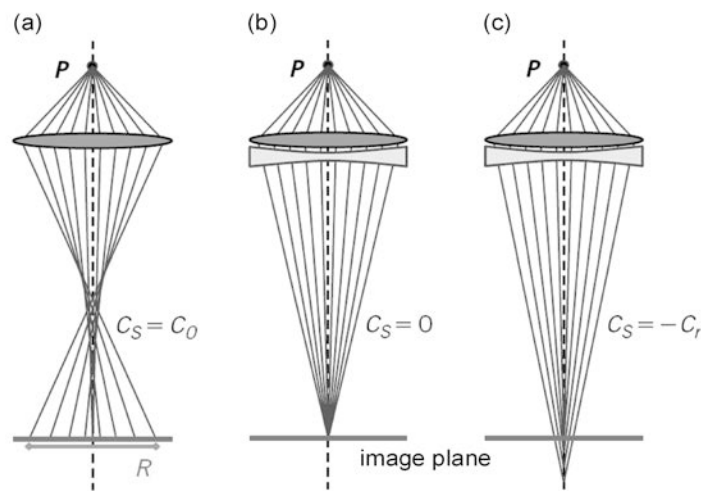 (a)
(b)
(c)
P
P
P
C_S = C_0
C_S = 0
C_S = −C_r
R
image plane